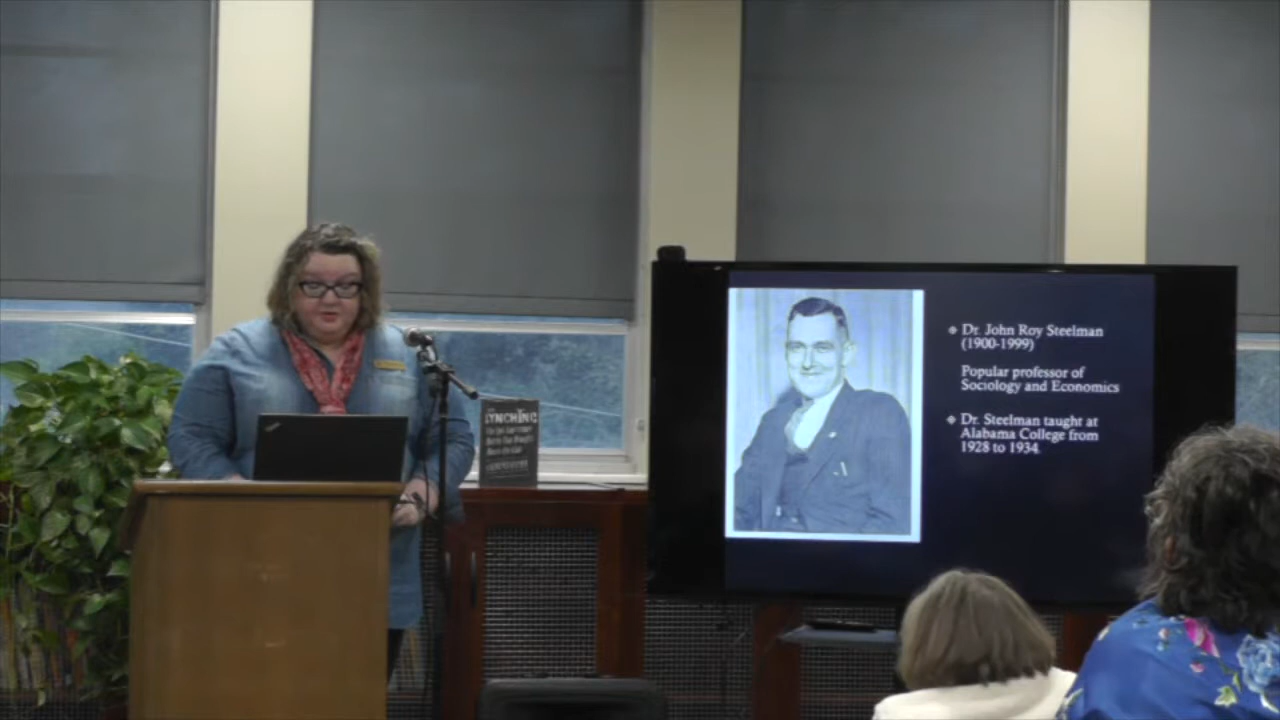 LYNCHING
❖ Dr. John Roy Steelman
(1900-1999)
Popular professor of
Sociology and Economics
❖ Dr. Steelman taught at
Alabama College from
1928 to 1934.